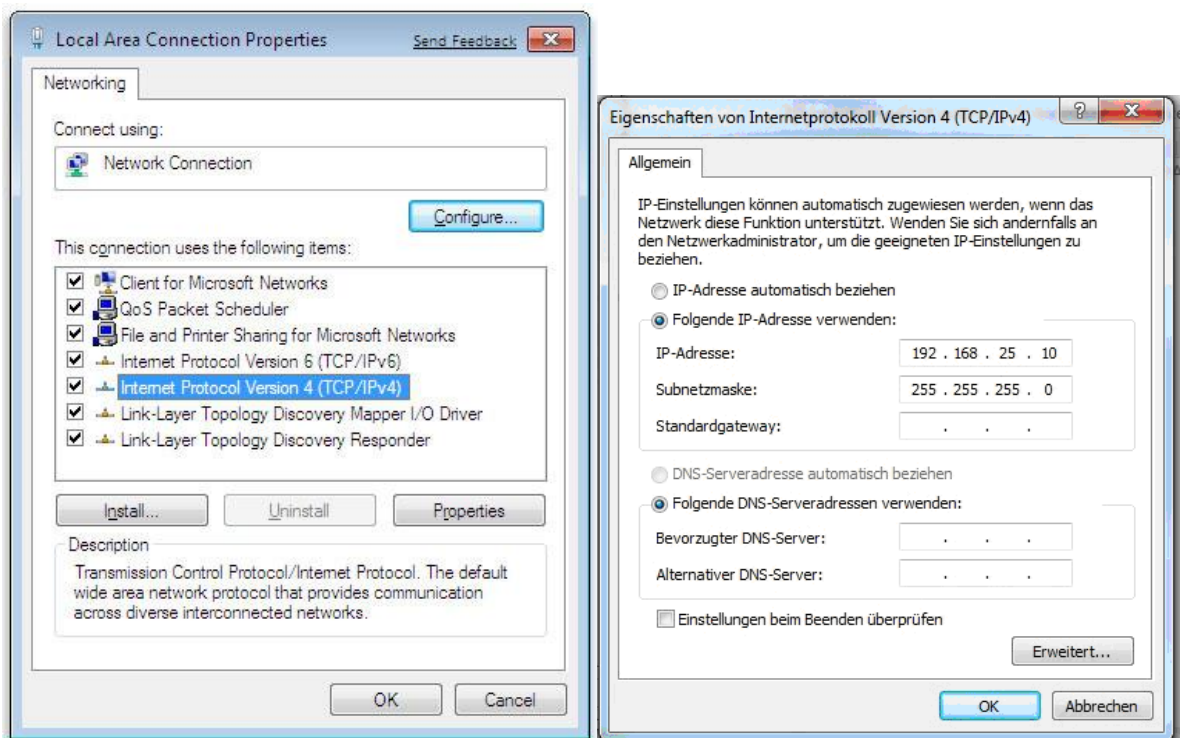 Local Area Connection Properties
Send Feedback
Networking
Connect using:
Network Connection
Configure...
This connection uses the following items:
Client for Microsoft Networks
QoS Packet Scheduler
File and Printer Sharing for Microsoft Networks
Internet Protocol Version 6 (TCP/IPv6)
Internet Protocol Version 4 (TCP/IPv4)
Link-Layer Topology Discovery Mapper I/O Driver
Link-Layer Topology Discovery Responder
Install...
Uninstall
Properties
Description
Transmission Control Protocol/Internet Protocol. The default
wide area network protocol that provides communication
across diverse interconnected networks.
OK
Cancel
Eigenschaften von Internetprotokoll Version 4 (TCP/IPv4)
?
Allgemein
IP-Einstellungen können automatisch zugewiesen werden, wenn das
Netzwerk diese Funktion unterstützt. Wenden Sie sich andernfalls an
den Netzwerkadministrator, um die geeigneten IP-Einstellungen zu
beziehen.
IP-Adresse automatisch beziehen
Folgende IP-Adresse verwenden:
IP-Adresse:
192 . 168 . 25 . 10
Subnetzmaske:
255 . 255 . 255 . 0
Standardgateway:
. . .
DNS-Serveradresse automatisch beziehen
Folgende DNS-Serveradressen verwenden:
Bevorzugter DNS-Server:
. . .
Alternativer DNS-Server:
. . .
Einstellungen beim Beenden überprüfen
Erweitert...
OK
Abbrechen